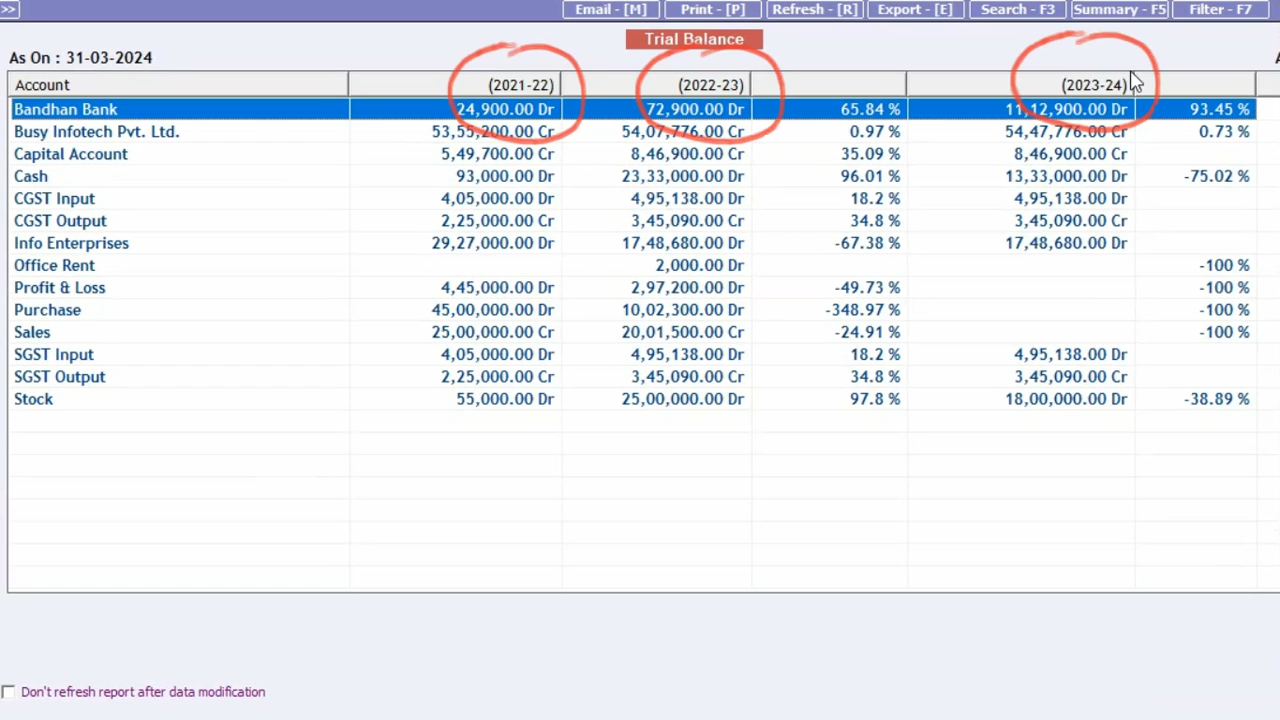 >> Email - [M] Print - [P] Refresh - [R] Export - [E] Search - F3 Summary - F5 Filter - F7
Trial Balance
As On : 31-03-2024
Account (2021-22) (2022-23) (2023-24)
Bandhan Bank 24,900.00 Dr 72,900.00 Dr 65.84 % 11,12,900.00 Dr 93.45 %
Busy Infotech Pvt. Ltd. 53,55,200.00 Cr 54,07,776.00 Cr 0.97 % 54,47,776.00 Cr 0.73 %
Capital Account 5,49,700.00 Cr 8,46,900.00 Cr 35.09 % 8,46,900.00 Cr
Cash 93,000.00 Dr 23,33,000.00 Dr 96.01 % 13,33,000.00 Dr -75.02 %
CGST Input 4,05,000.00 Dr 4,95,138.00 Dr 18.2 % 4,95,138.00 Dr
CGST Output 2,25,000.00 Cr 3,45,090.00 Cr 34.8 % 3,45,090.00 Cr
Info Enterprises 29,27,000.00 Dr 17,48,680.00 Dr -67.38 % 17,48,680.00 Dr
Office Rent 2,000.00 Dr -100 %
Profit & Loss 4,45,000.00 Dr 2,97,200.00 Dr -49.73 % -100 %
Purchase 45,00,000.00 Dr 10,02,300.00 Dr -348.97 % -100 %
Sales 25,00,000.00 Cr 20,01,500.00 Cr -24.91 % -100 %
SGST Input 4,05,000.00 Dr 4,95,138.00 Dr 18.2 % 4,95,138.00 Dr
SGST Output 2,25,000.00 Cr 3,45,090.00 Cr 34.8 % 3,45,090.00 Cr
Stock 55,000.00 Dr 25,00,000.00 Dr 97.8 % 18,00,000.00 Dr -38.89 %
Don't refresh report after data modification